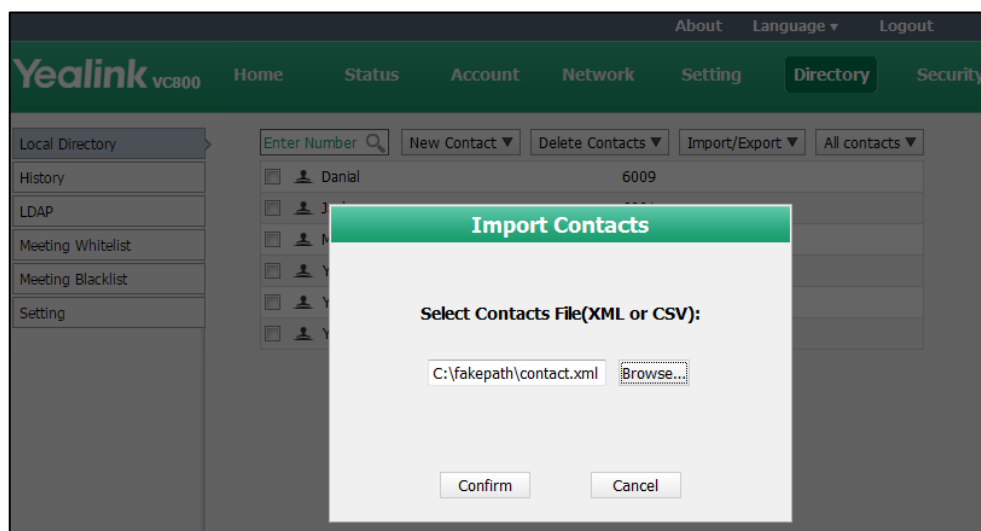 About Language ▾ Logout
Yealink VC800 Home Status Account Network Setting Directory Security
Local Directory
Enter Number New Contact ▼ Delete Contacts ▼ Import/Export ▼ All contacts ▼
History
Danial 6009
LDAP
Meeting Whitelist
Meeting Blacklist
Setting
Import Contacts
Select Contacts File(XML or CSV):
C:\fakepath\contact.xml Browse...
Confirm Cancel